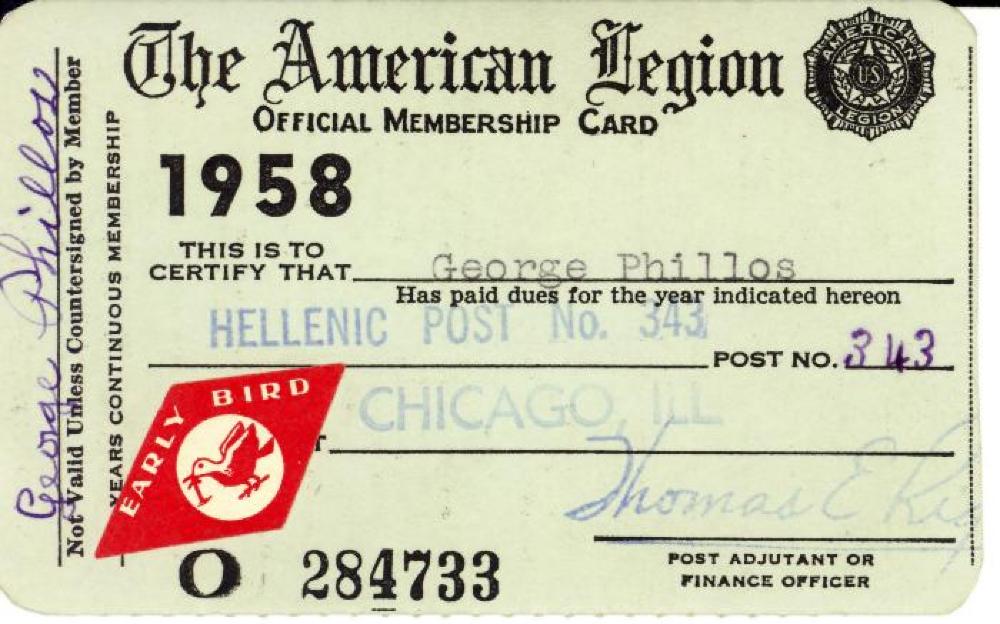 The American Legion
OFFICIAL MEMBERSHIP CARD
AMERICAN
US
LEGION
1958
THIS IS TO
CERTIFY THAT George Phillos
Has paid dues for the year indicated hereon
HELLENIC POST No. 343
POST NO. 343
CHICAGO, ILL
EARLY BIRD
Thomas E
O 284733
POST ADJUTANT OR
FINANCE OFFICER
George Phillos
Not Valid Unless Countersigned by Member
YEARS CONTINUOUS MEMBERSHIP